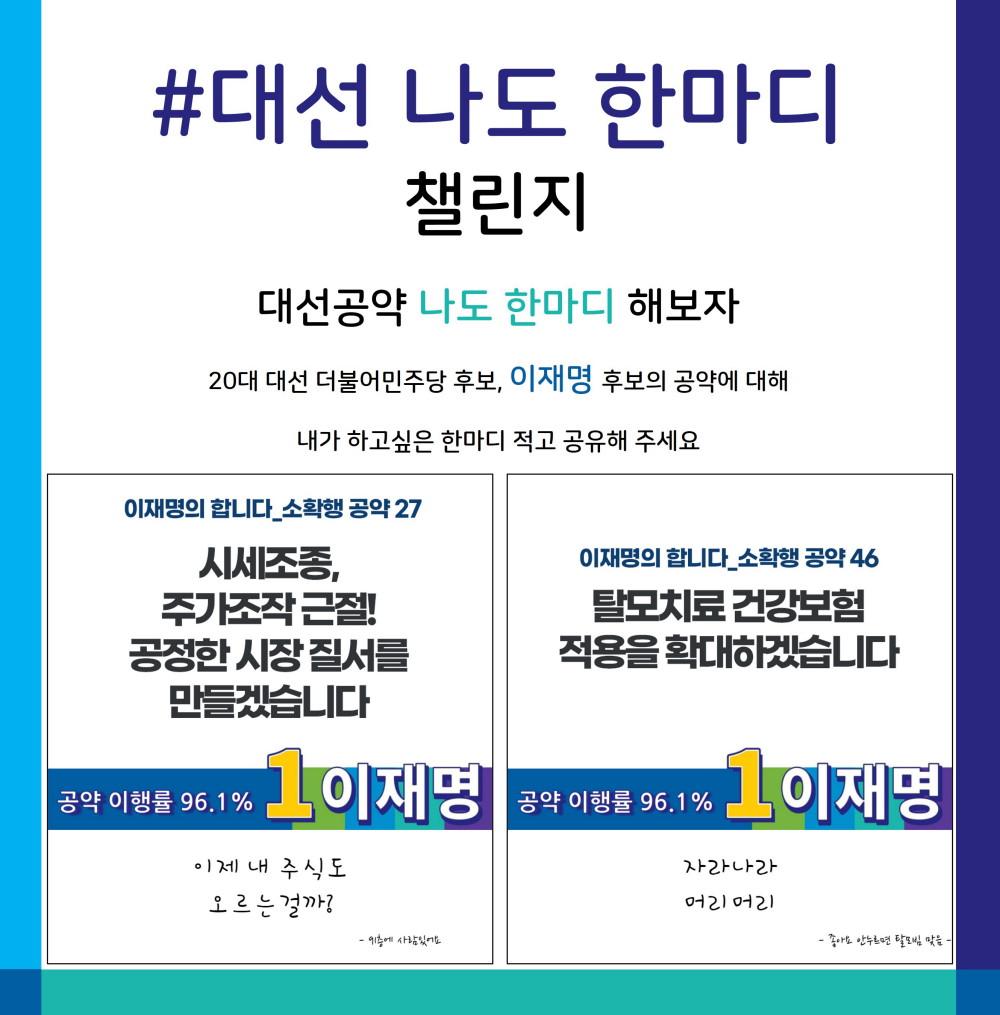 #대선 나도 한마디
챌린지
대선공약 나도 한마디 해보자
20대 대선 더불어민주당 후보, 이재명 후보의 공약에 대해
내가 하고싶은 한마디 적고 공유해 주세요
이재명의 합니다_소확행 공약 27
시세조종,
주가조작 근절!
공정한 시장 질서를
만들겠습니다
공약 이행률 96.1%
1 이재명
이제 내 주식도
오르는걸까?
- 91층에 사람있어요
이재명의 합니다_소확행 공약 46
탈모치료 건강보험
적용을 확대하겠습니다
공약 이행률 96.1%
1 이재명
자라나라
머리머리
- 좋아요 안누르면 탈모빔 맞음 -